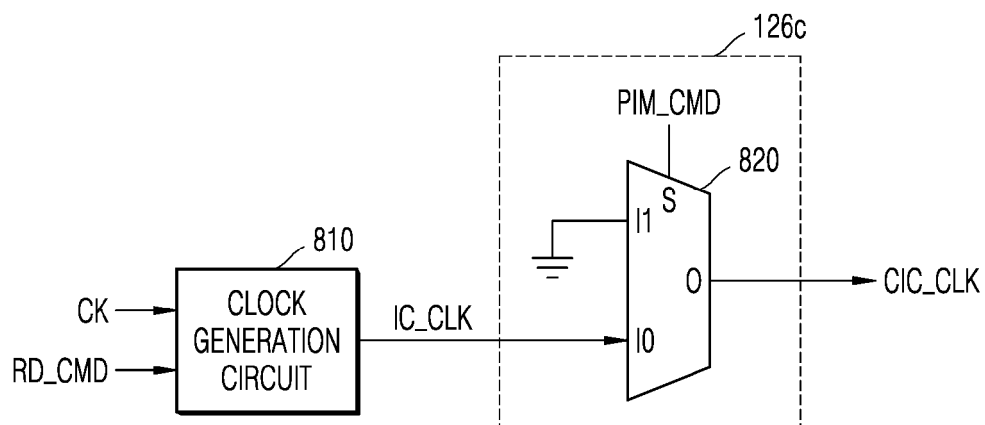 126c
PIM_CMD
820
S
I1
810
O
CIC_CLK
CK
CLOCK
GENERATION
CIRCUIT
IC_CLK
I0
RD_CMD